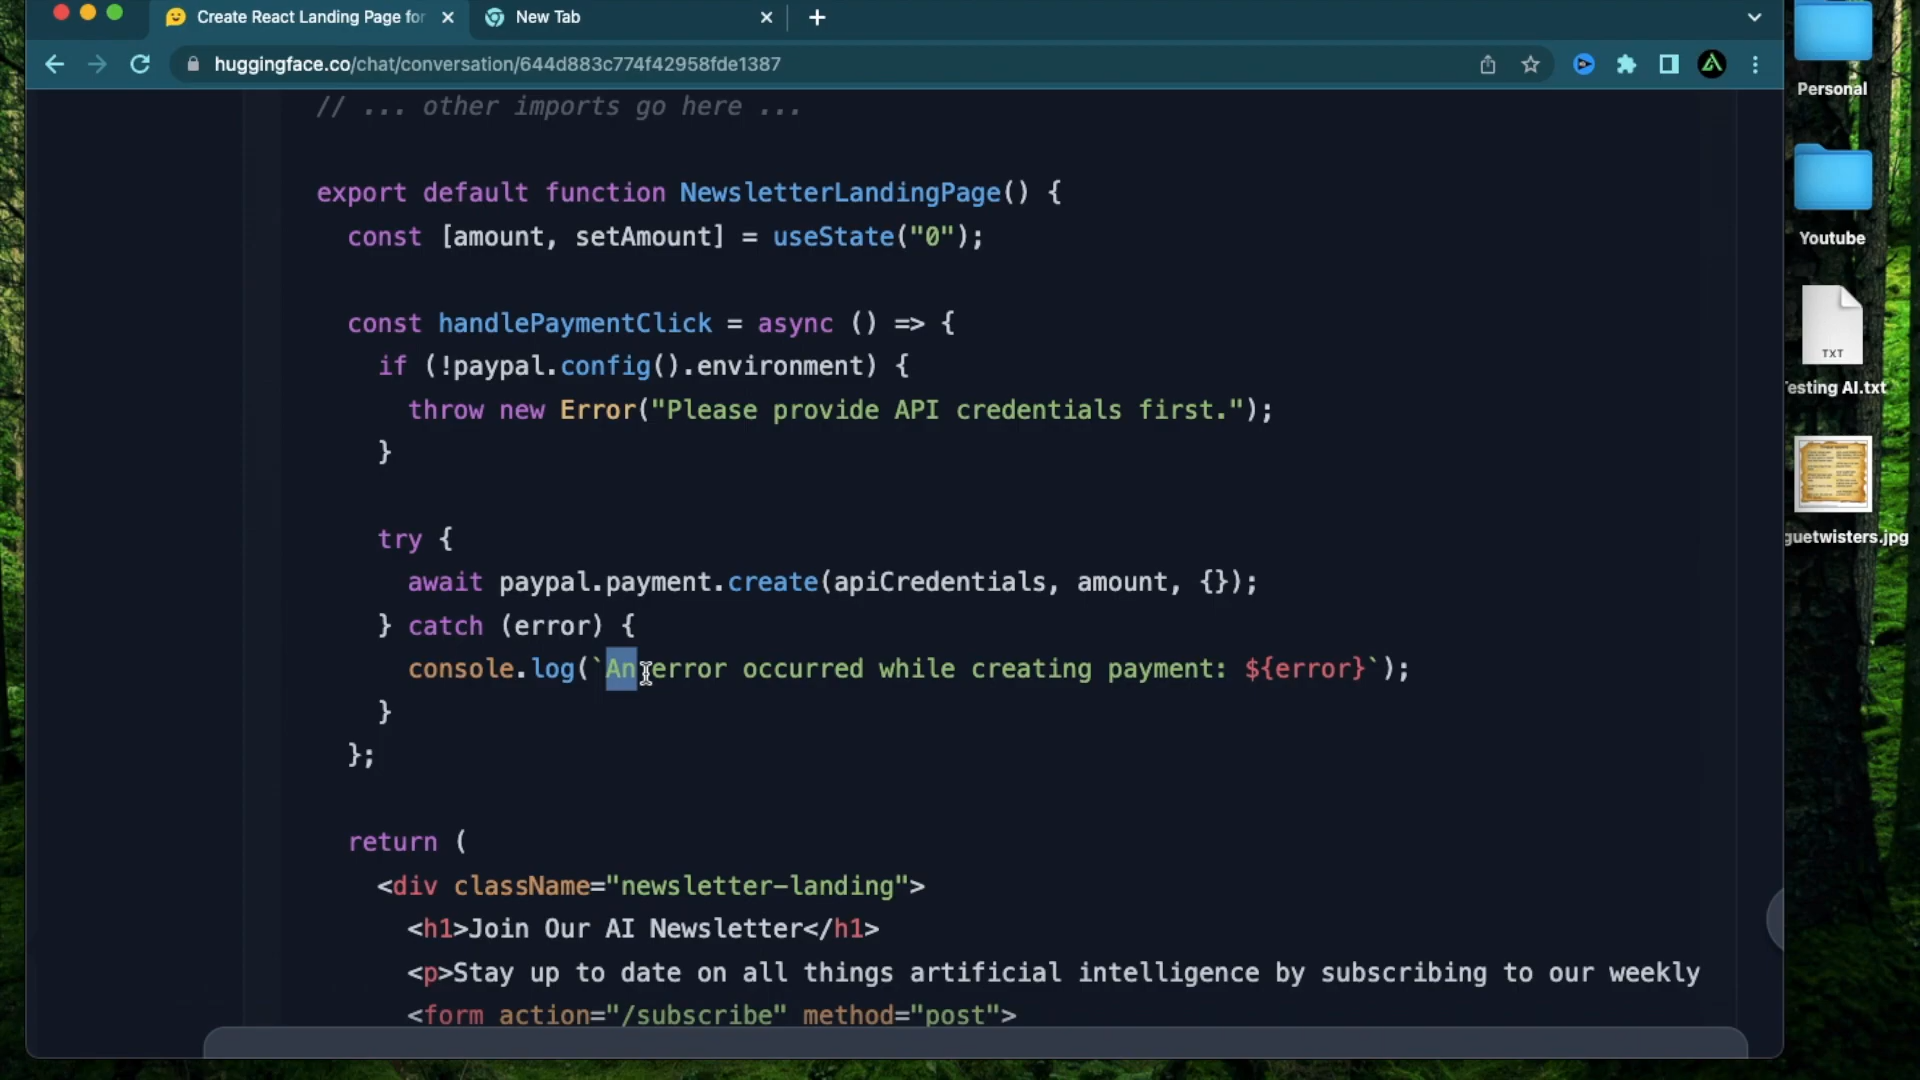 Create React Landing Page for
New Tab
huggingface.co/chat/conversation/644d883c774f42958fde1387
// ... other imports go here ...
export default function NewsletterLandingPage() {
const [amount, setAmount] = useState("0");
const handlePaymentClick = async () => {
if (!paypal.config().environment) {
throw new Error("Please provide API credentials first.");
}
try {
await paypal.payment.create(apiCredentials, amount, {});
} catch (error) {
console.log(`An error occurred while creating payment: ${error}`);
}
};
return (
<div className="newsletter-landing">
<h1>Join Our AI Newsletter</h1>
<p>Stay up to date on all things artificial intelligence by subscribing to our weekly
<form action="/subscribe" method="post">
Personal
Youtube
TXT
esting AI.txt
guetwisters.jpg